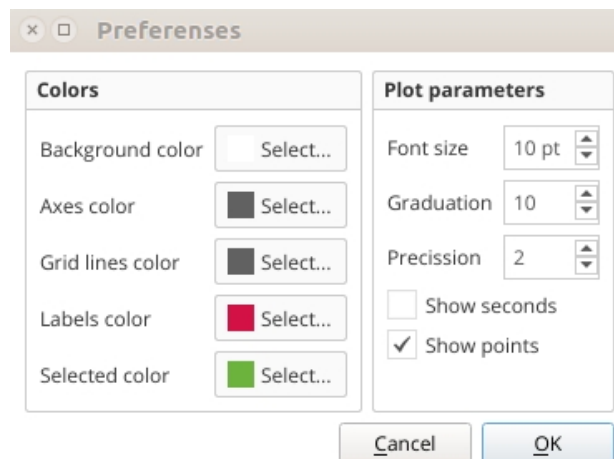 Preferenses
Colors
Background color Select...
Axes color Select...
Grid lines color Select...
Labels color Select...
Selected color Select...
Plot parameters
Font size 10 pt
Graduation 10
Precission 2
Show seconds
Show points
Cancel OK